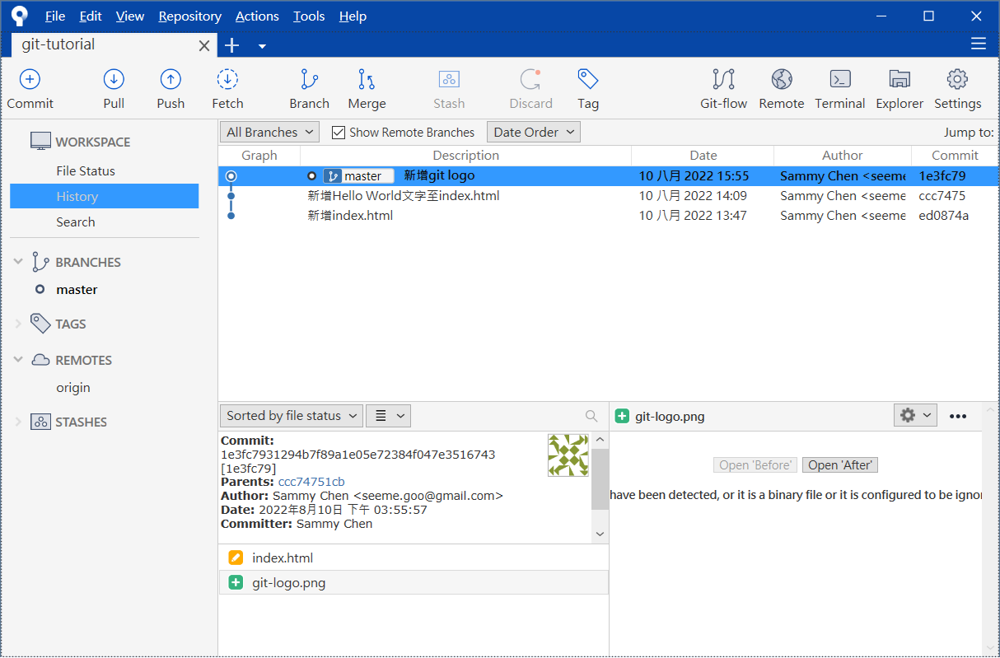 File Edit View Repository Actions Tools Help
git-tutorial
Commit Pull Push Fetch Branch Merge Stash Discard Tag Git-flow Remote Terminal Explorer Settings
WORKSPACE
File Status
History
Search
BRANCHES
master
TAGS
REMOTES
origin
STASHES
All Branches Show Remote Branches Date Order Jump to:
Graph Description Date Author Commit
master 新增git logo 10 八月 2022 15:55 Sammy Chen <seeme 1e3fc79
新增Hello World文字至index.html 10 八月 2022 14:09 Sammy Chen <seeme ccc7475
新增index.html 10 八月 2022 13:47 Sammy Chen <seeme ed0874a
Sorted by file status
Commit:
1e3fc7931294b7f89a1e05e72384f047e3516743
[1e3fc79]
Parents: ccc74751cb
Author: Sammy Chen <seeme.goo@gmail.com>
Date: 2022年8月10日 下午 03:55:57
Committer: Sammy Chen
index.html
git-logo.png
git-logo.png
Open 'Before' Open 'After'
have been detected, or it is a binary file or it is configured to be ignor